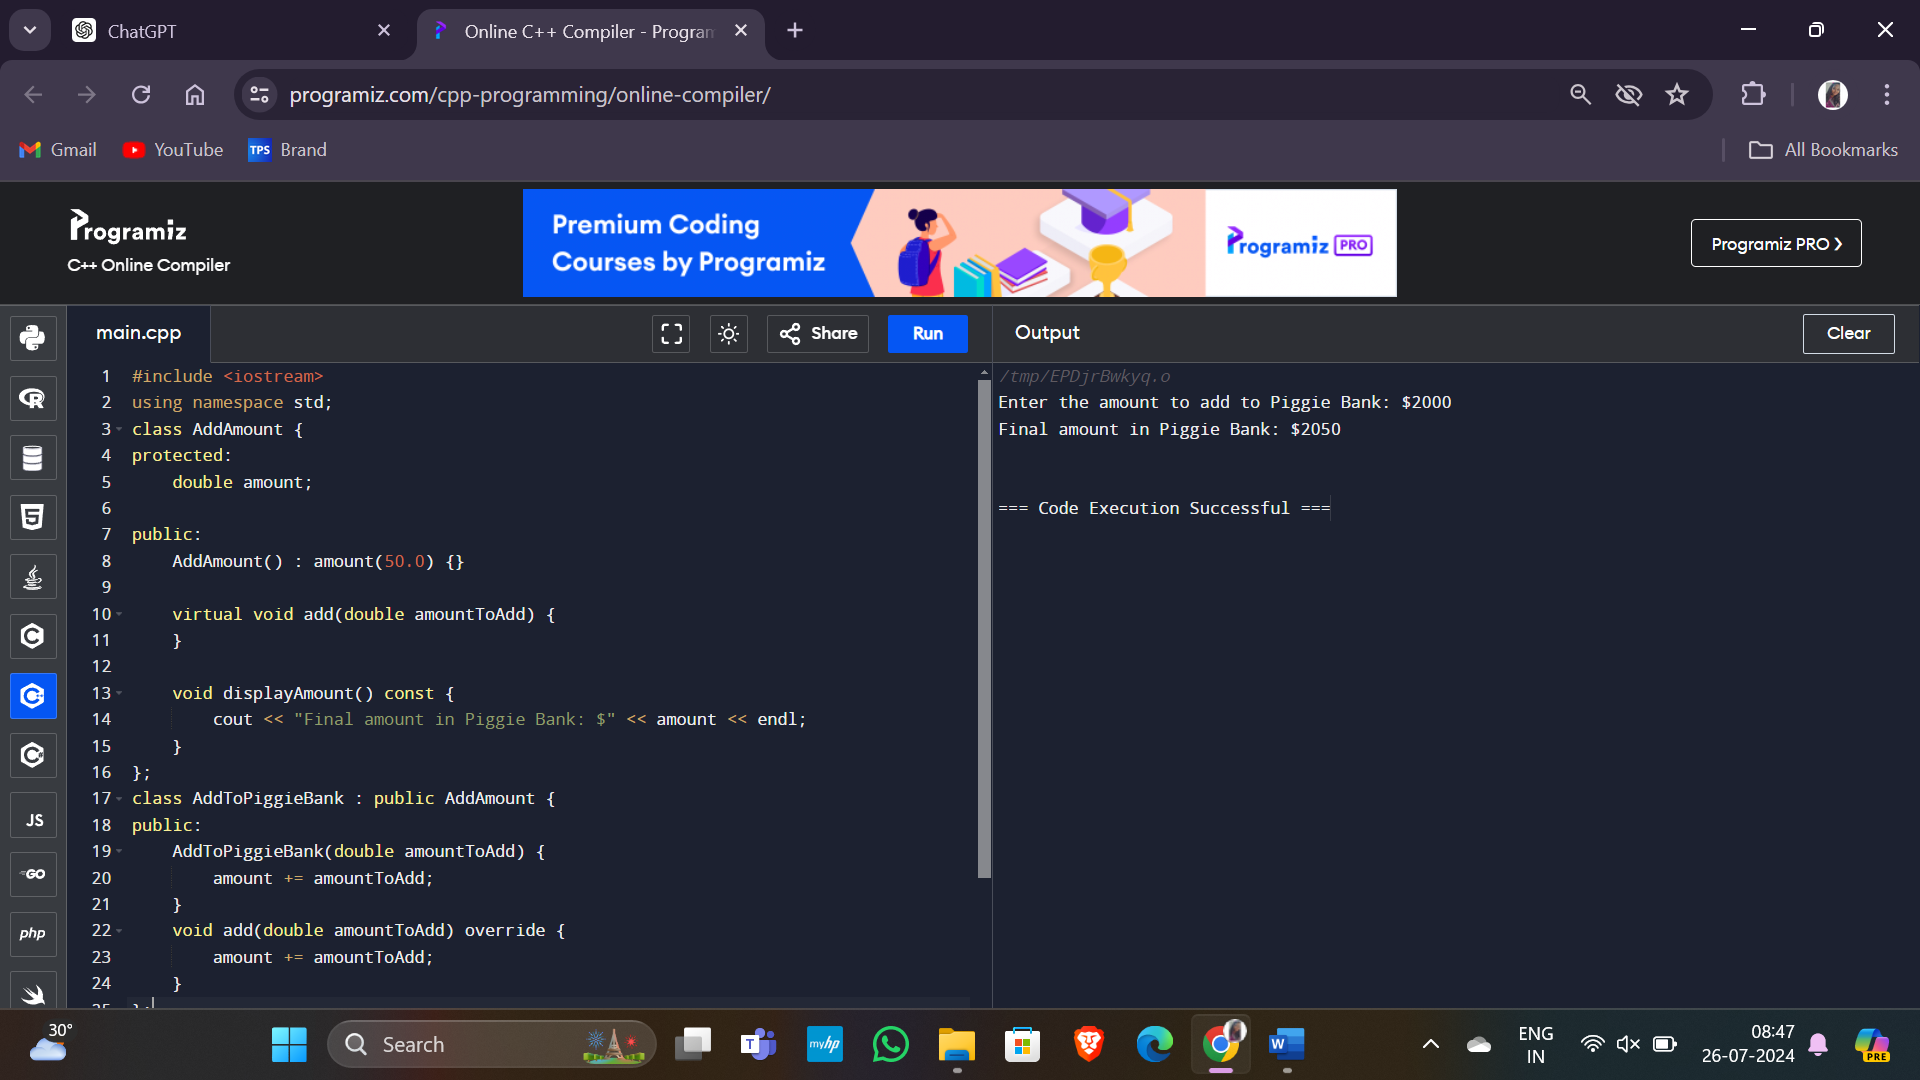 ChatGPT
Online C++ Compiler - Program
programiz.com/cpp-programming/online-compiler/
Gmail
YouTube
TPS
Brand
All Bookmarks
Programiz
C++ Online Compiler
Premium Coding
Courses by Programiz
Programiz PRO
Programiz PRO ❯
main.cpp
Share
Run
Output
Clear
1 #include <iostream>
2 using namespace std;
3 class AddAmount {
4 protected:
5     double amount;
6
7 public:
8     AddAmount() : amount(50.0) {}
9
10     virtual void add(double amountToAdd) {
11     }
12
13     void displayAmount() const {
14         cout << "Final amount in Piggie Bank: $" << amount << endl;
15     }
16 };
17 class AddToPiggieBank : public AddAmount {
18 public:
19     AddToPiggieBank(double amountToAdd) {
20         amount += amountToAdd;
21     }
22     void add(double amountToAdd) override {
23         amount += amountToAdd;
24     }
25 };
/tmp/EPDjrBwkyq.o
Enter the amount to add to Piggie Bank: $2000
Final amount in Piggie Bank: $2050
=== Code Execution Successful ===
R
5
C
C
C
JS
GO
php
30°
Search
T
myhp
W
ENG
IN
08:47
26-07-2024
PRE